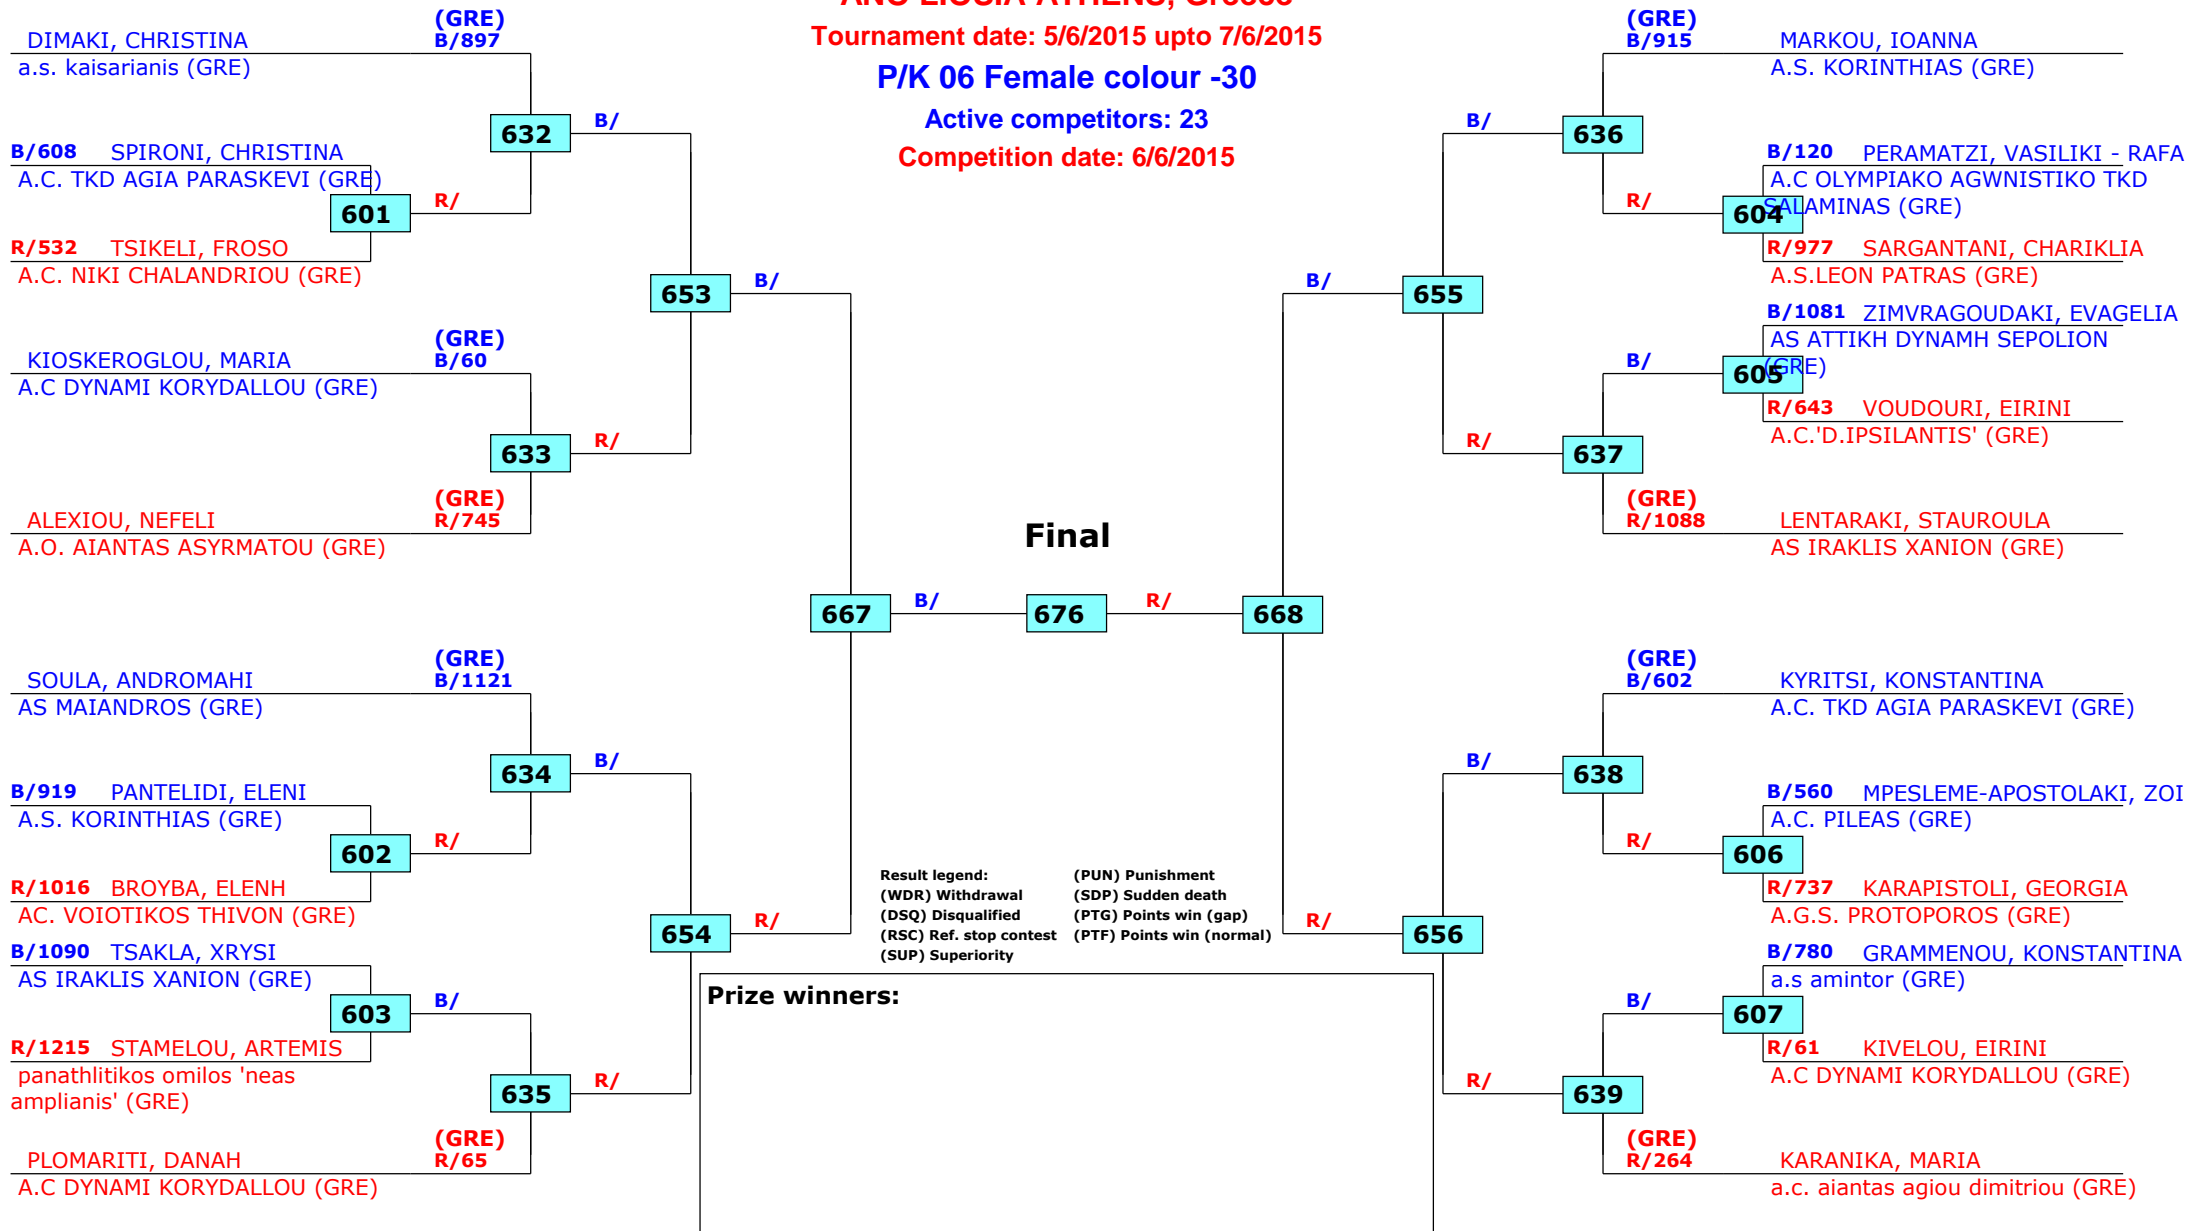 ANO LIOSIA ATHENS, Greece
Tournament date: 5/6/2015 upto 7/6/2015
P/K 06 Female colour -30
Active competitors: 23
Competition date: 6/6/2015
(GRE)
DIMAKI, CHRISTINA B/897
a.s. kaisarianis (GRE)
632 B/
B/608 SPIRONI, CHRISTINA
A.C. TKD AGIA PARASKEVI (GRE)
601 R/
R/532 TSIKELI, FROSO
A.C. NIKI CHALANDRIOU (GRE)
653 B/
(GRE)
KIOSKEROGLOU, MARIA B/60
A.C DYNAMI KORYDALLOU (GRE)
633 R/
(GRE)
ALEXIOU, NEFELI R/745
A.O. AIANTAS ASYRMATOU (GRE)
667 B/
(GRE)
SOULA, ANDROMAHI B/1121
AS MAIANDROS (GRE)
634 B/
B/919 PANTELIDI, ELENI
A.S. KORINTHIAS (GRE)
602 R/
R/1016 BROYBA, ELENH
AC. VOIOTIKOS THIVON (GRE)
654 R/
B/1090 TSAKLA, XRYSI
AS IRAKLIS XANION (GRE)
603 B/
R/1215 STAMELOU, ARTEMIS
panathlitikos omilos 'neas
amplianis' (GRE)
635 R/
(GRE)
PLOMARITI, DANAH R/65
A.C DYNAMI KORYDALLOU (GRE)
Final
676
(GRE)
B/915 MARKOU, IOANNA
A.S. KORINTHIAS (GRE)
B/ 636
B/120 PERAMATZI, VASILIKI - RAFA
A.C OLYMPIAKO AGWNISTIKO TKD
SALAMINAS (GRE)
R/ 604
R/977 SARGANTANI, CHARIKLIA
A.S.LEON PATRAS (GRE)
B/ 655
B/1081 ZIMVRAGOUDAKI, EVAGELIA
AS ATTIKH DYNAMH SEPOLION
(GRE)
B/ 605
R/643 VOUDOURI, EIRINI
A.C.'D.IPSILANTIS' (GRE)
R/ 637
(GRE)
R/1088 LENTARAKI, STAUROULA
AS IRAKLIS XANION (GRE)
R/ 668
(GRE)
B/602 KYRITSI, KONSTANTINA
A.C. TKD AGIA PARASKEVI (GRE)
B/ 638
B/560 MPESLEME-APOSTOLAKI, ZOI
A.C. PILEAS (GRE)
R/ 606
R/737 KARAPISTOLI, GEORGIA
A.G.S. PROTOPOROS (GRE)
R/ 656
B/780 GRAMMENOU, KONSTANTINA
a.s amintor (GRE)
B/ 607
R/61 KIVELOU, EIRINI
A.C DYNAMI KORYDALLOU (GRE)
R/ 639
(GRE)
R/264 KARANIKA, MARIA
a.c. aiantas agiou dimitriou (GRE)
Result legend: (PUN) Punishment
(WDR) Withdrawal (SDP) Sudden death
(DSQ) Disqualified (PTG) Points win (gap)
(RSC) Ref. stop contest (PTF) Points win (normal)
(SUP) Superiority
Prize winners: